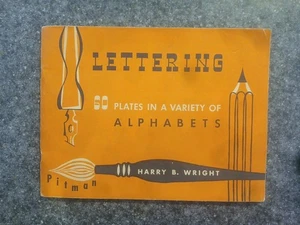 LETTERING
60 PLATES IN A VARIETY OF
ALPHABETS
HARRY B. WRIGHT
Pitman